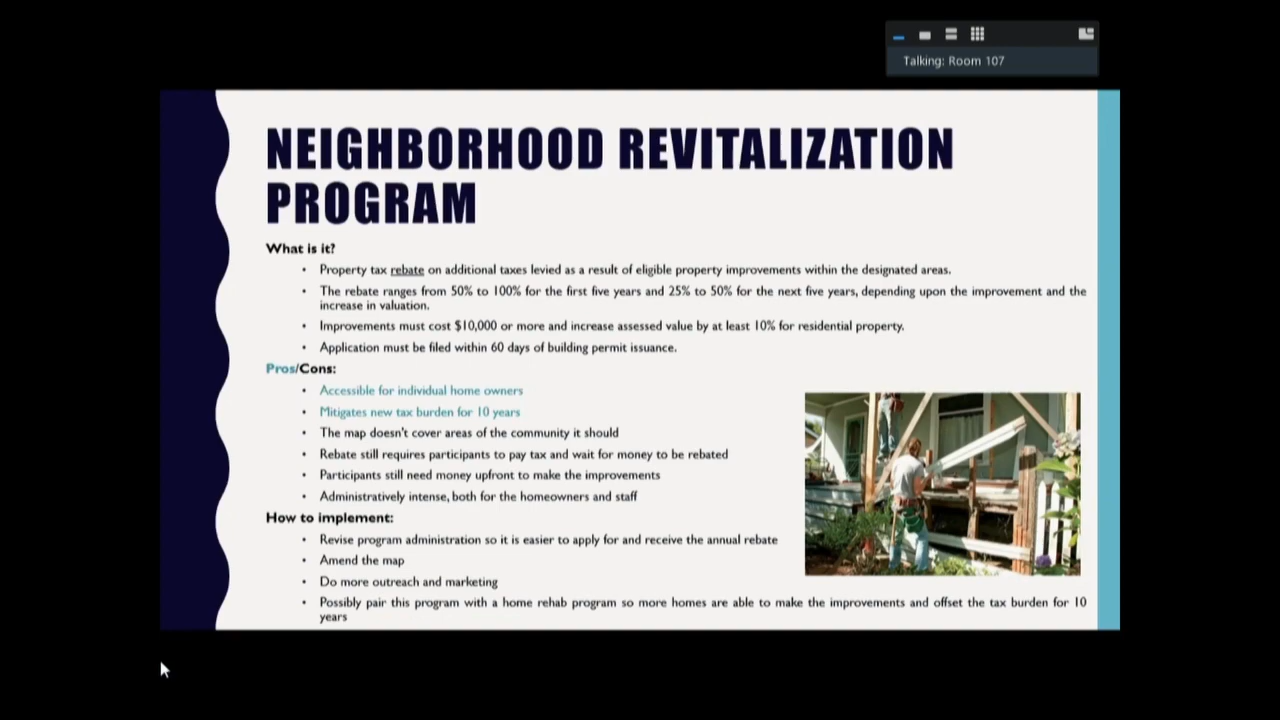 Talking: Room 107
NEIGHBORHOOD REVITALIZATION
PROGRAM
What is it?
• Property tax rebate on additional taxes levied as a result of eligible property improvements within the designated areas.
• The rebate ranges from 50% to 100% for the first five years and 25% to 50% for the next five years, depending upon the improvement and the
increase in valuation.
• Improvements must cost $10,000 or more and increase assessed value by at least 10% for residential property.
• Application must be filed within 60 days of building permit issuance.
Pros/Cons:
• Accessible for individual home owners
• Mitigates new tax burden for 10 years
• The map doesn't cover areas of the community it should
• Rebate still requires participants to pay tax and wait for money to be rebated
• Participants still need money upfront to make the improvements
• Administratively intense, both for the homeowners and staff
How to implement:
• Revise program administration so it is easier to apply for and receive the annual rebate
• Amend the map
• Do more outreach and marketing
• Possibly pair this program with a home rehab program so more homes are able to make the improvements and offset the tax burden for 10
years